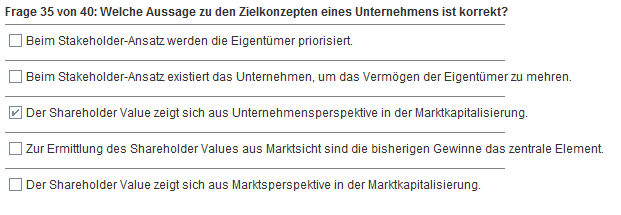 Frage 35 von 40: Welche Aussage zu den Zielkonzepten eines Unternehmens ist korrekt?
Beim Stakeholder-Ansatz werden die Eigentümer priorisiert.
Beim Stakeholder-Ansatz existiert das Unternehmen, um das Vermögen der Eigentümer zu mehren.
Der Shareholder Value zeigt sich aus Unternehmensperspektive in der Marktkapitalisierung.
Zur Ermittlung des Shareholder Values aus Marktsicht sind die bisherigen Gewinne das zentrale Element.
Der Shareholder Value zeigt sich aus Marktsperspektive in der Marktkapitalisierung.